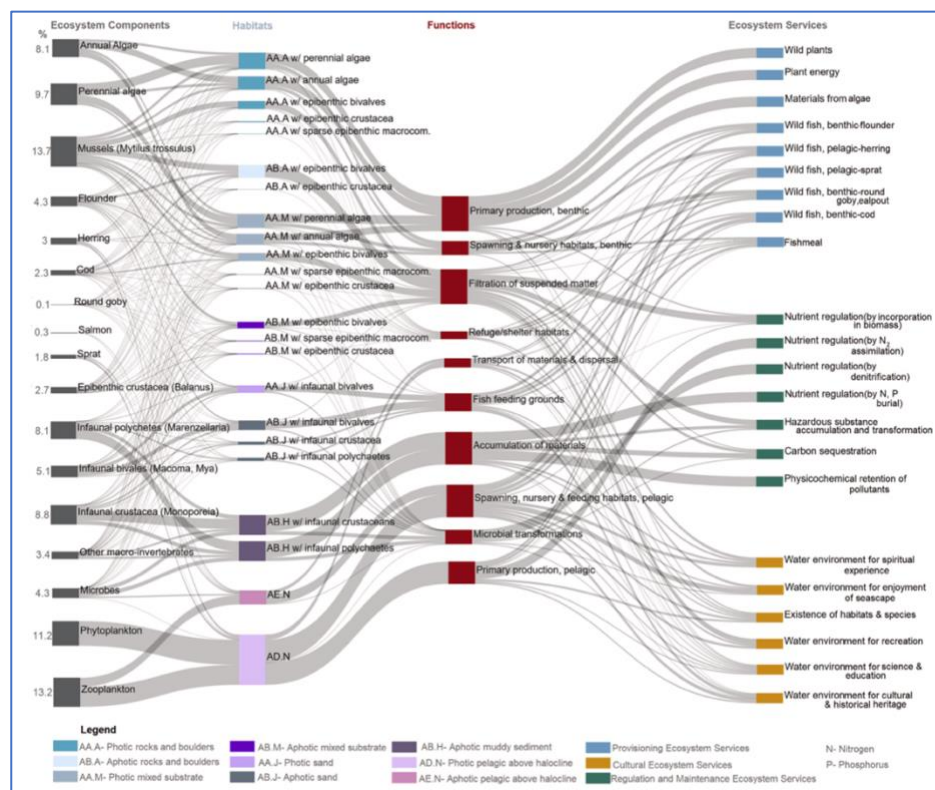 Ecosystem Components
Habitats
Functions
Ecosystem Services
%
8.1 Annual Algae
9.7 Perennial algae
13.7 Mussels (Mytilus trossulus)
4.3 Flounder
3 Herring
2.3 Cod
0.1 Round goby
0.3 Salmon
1.8 Sprat
2.7 Epibenthic crustacea (Balanus)
8.1 Infaunal polychetes (Marenzellaria)
5.1 Infaunal bivales (Macoma, Mya)
8.8 Infaunal crustacea (Monoporeia)
3.4 Other macro-invertebrates
4.3 Microbes
11.2 Phytoplankton
13.2 Zooplankton
AA.A w/ perennial algae
AA.A w/ annual algae
AA.A w/ epibenthic bivalves
AA.A w/ epibenthic crustacea
AA.A w/ sparse epibenthic macrocom.
AB.A w/ epibenthic bivalves
AB.A w/ epibenthic crustacea
AA.M w/ perennial algae
AA.M w/ annual algae
AA.M w/ epibenthic bivalves
AA.M w/ sparse epibenthic macrocom.
AA.M w/ epibenthic crustacea
AB.M w/ epibenthic bivalves
AB.M w/ sparse epibenthic macrocom.
AB.M w/ epibenthic crustacea
AA.J w/ infaunal bivalves
AB.J w/ infaunal bivalves
AB.J w/ infaunal crustacea
AB.J w/ infaunal polychaetes
AB.H w/ infaunal crustaceans
AB.H w/ infaunal polychaetes
AE.N
AD.N
Primary production, benthic
Spawning & nursery habitats, benthic
Filtration of suspended matter
Refuge/shelter habitats
Transport of materials & dispersal
Fish feeding grounds
Accumulation of materials
Spawning, nursery & feeding habitats, pelagic
Microbial transformations
Primary production, pelagic
Wild plants
Plant energy
Materials from algae
Wild fish, benthic-flounder
Wild fish, pelagic-herring
Wild fish, pelagic-sprat
Wild fish, benthic-round
goby,ealpout
Wild fish, benthic-cod
Fishmeal
Nutrient regulation(by incorporation
in biomass)
Nutrient regulation(by N2
assimilation)
Nutrient regulation(by
denitrification)
Nutrient regulation(by N, P
burial)
Hazardous substance
accumulation and transformation
Carbon sequestration
Physicochemical retention of
pollutants
Water environment for spiritual
experience
Water environment for enjoyment
of seascape
Existence of habitats & species
Water environment for recreation
Water environment for science &
education
Water environment for cultural
& historical heritage
Legend
AA.A- Photic rocks and boulders
AB.A- Aphotic rocks and boulders
AA.M- Photic mixed substrate
AB.M- Aphotic mixed substrate
AA.J- Photic sand
AB.J- Aphotic sand
AB.H- Aphotic muddy sediment
AD.N- Photic pelagic above halocline
AE.N- Aphotic pelagic above halocline
Provisioning Ecosystem Services
Cultural Ecosystem Services
Regulation and Maintenance Ecosystem Services
N- Nitrogen
P- Phosphorus